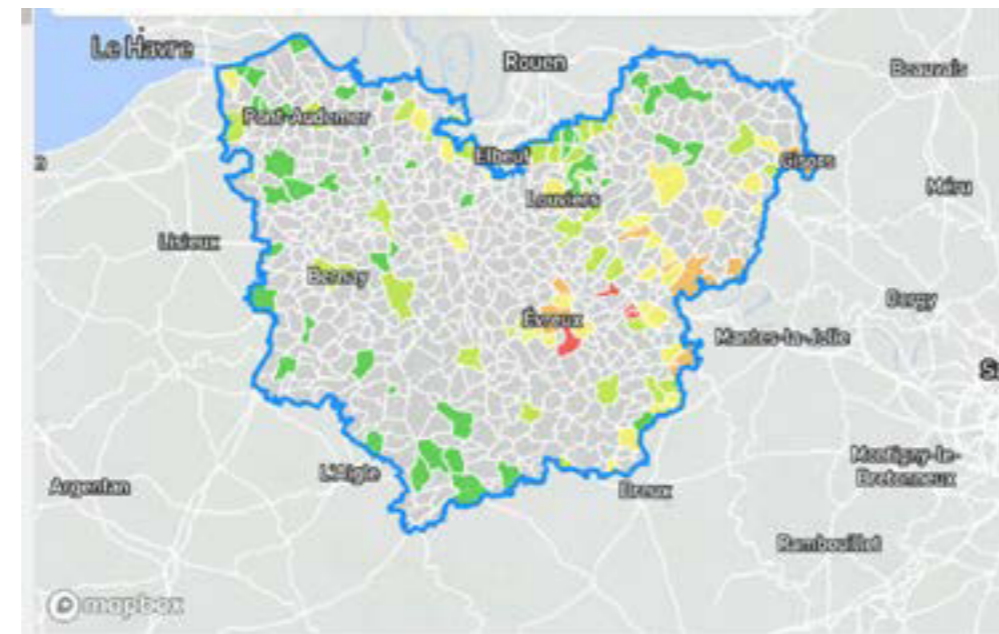 Le Havre
Rouen
Beauvais
Pont-Audemer
Elbeuf
Gisors
Méru
Louviers
Lisieux
Bernay
Cergy
Évreux
Mantes-la-Jolie
Montigny-le-
Bretonneux
L'Aigle
Argentan
Dreux
Rambouillet
mapbox